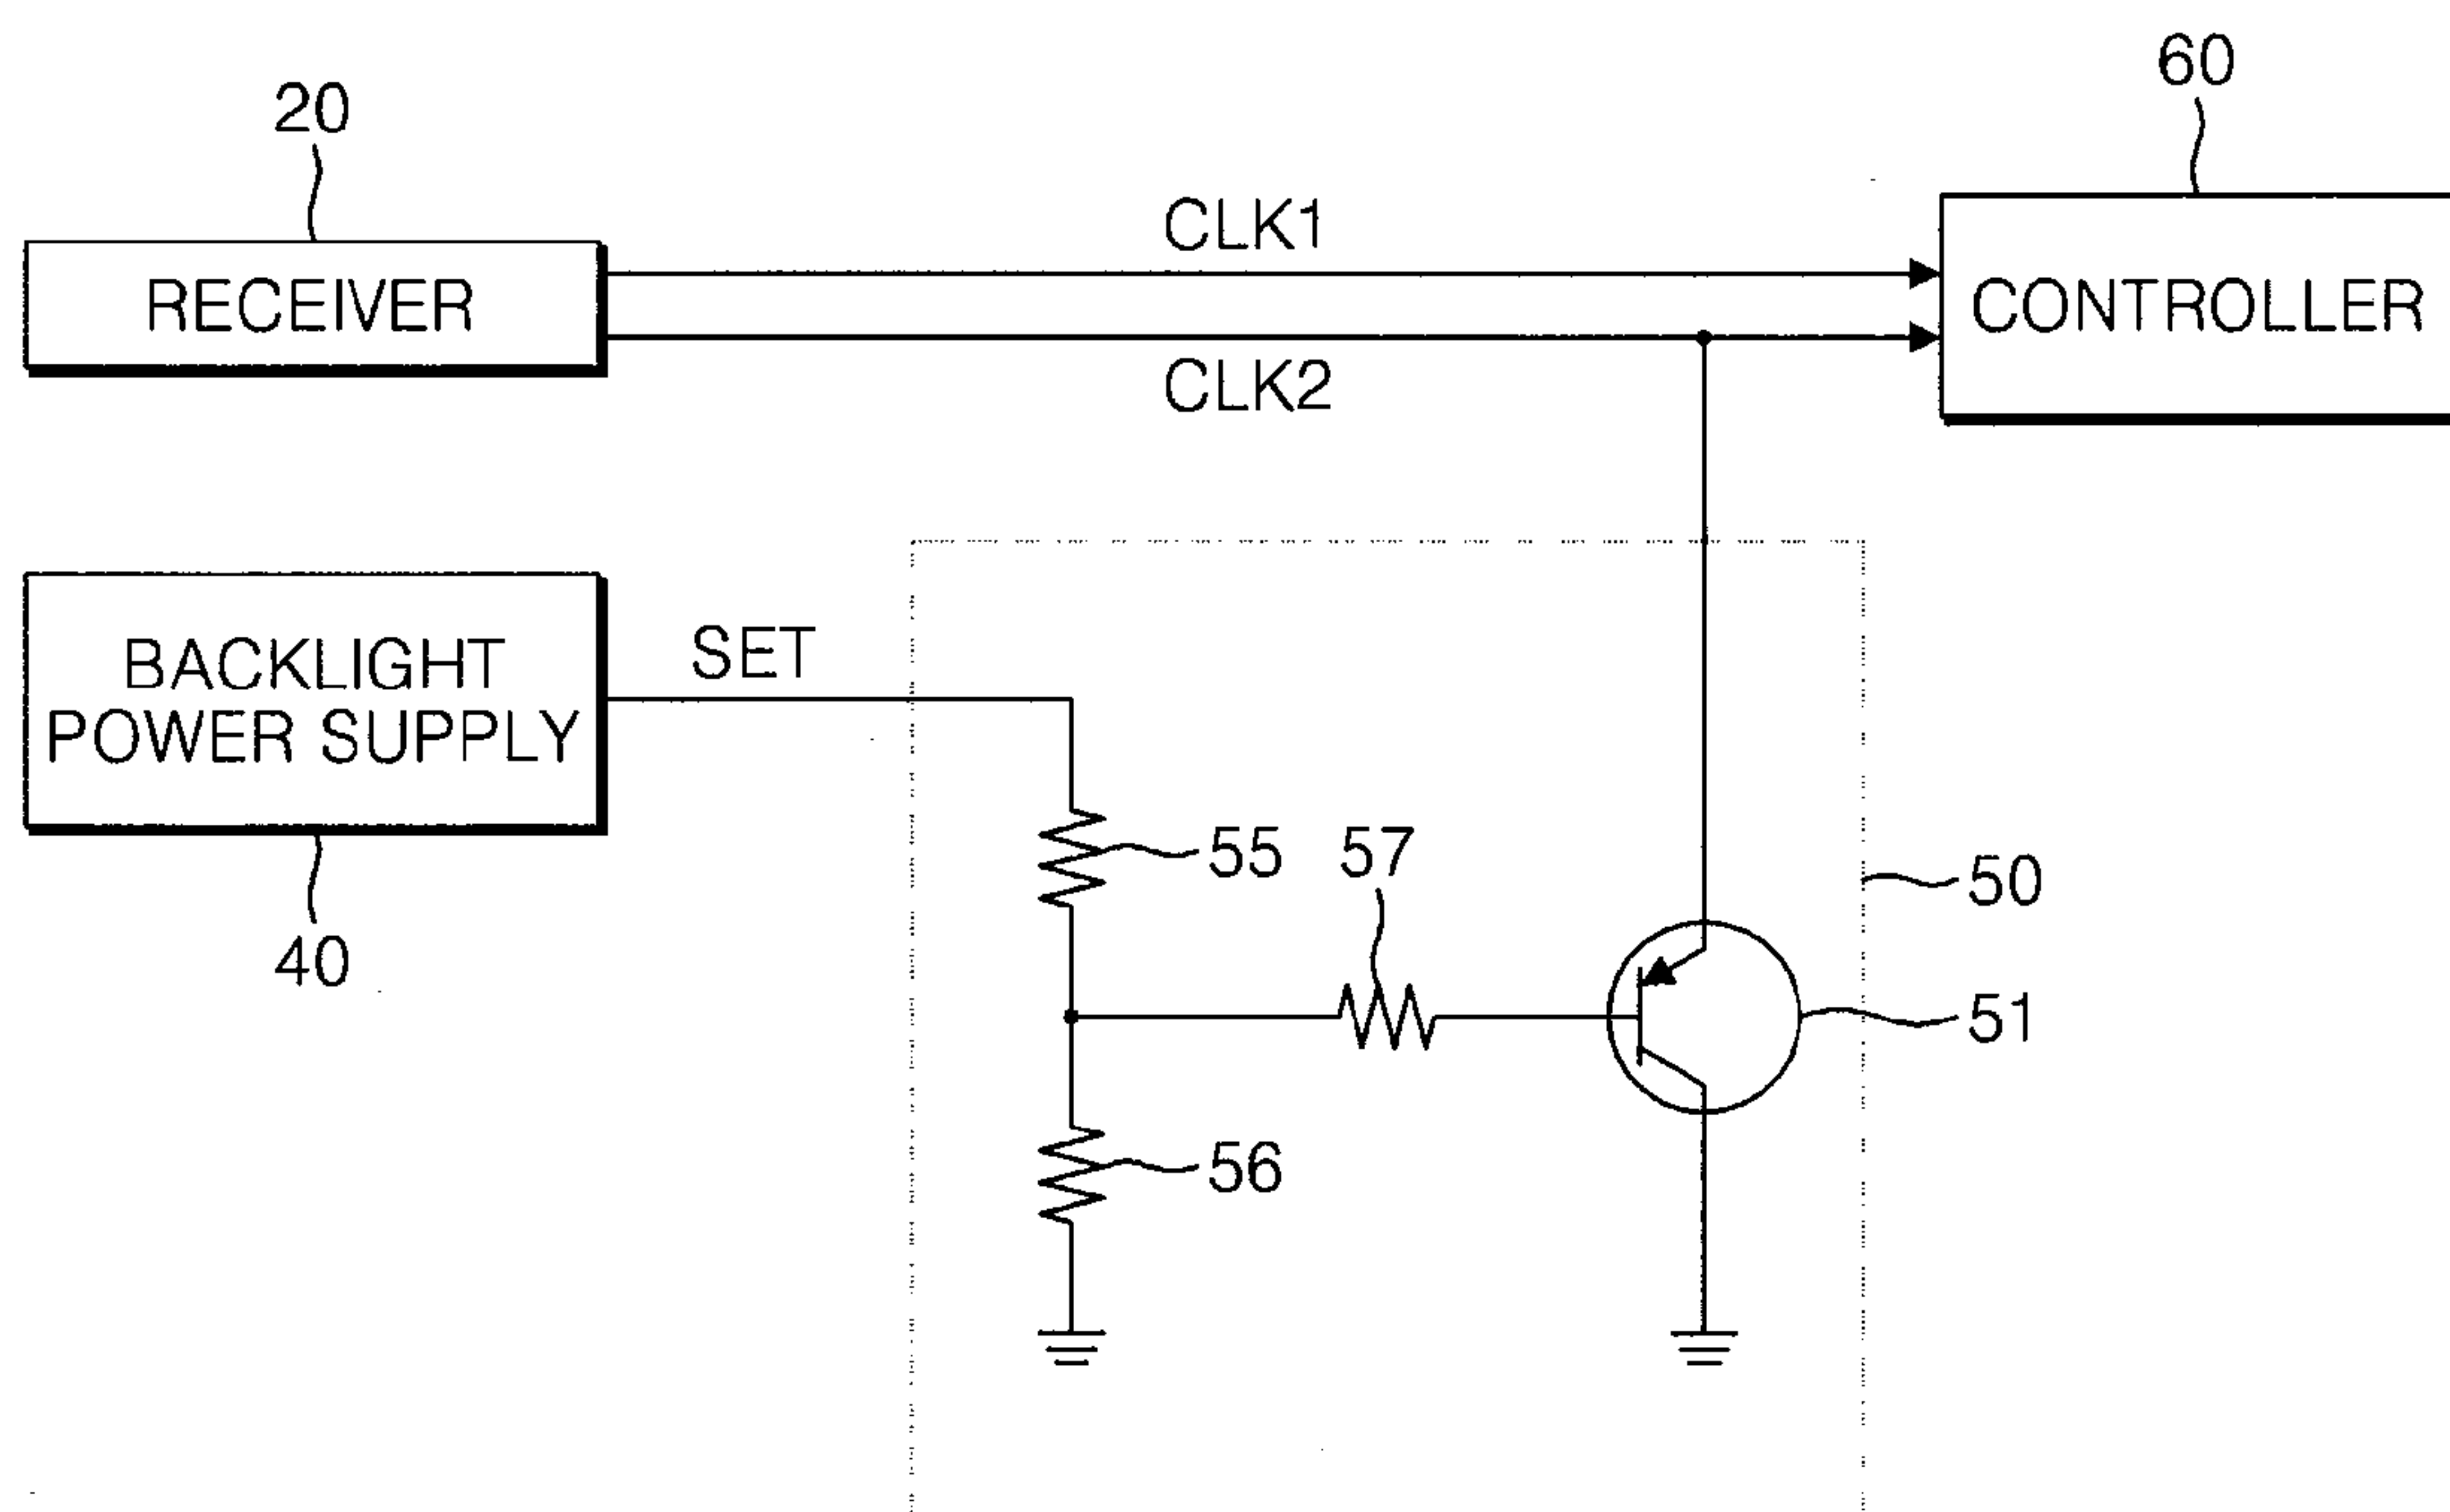 60
20
CLK1
RECEIVER
CONTROLLER
CLK2
SET
BACKLIGHT
POWER SUPPLY
55
57
50
40
51
56